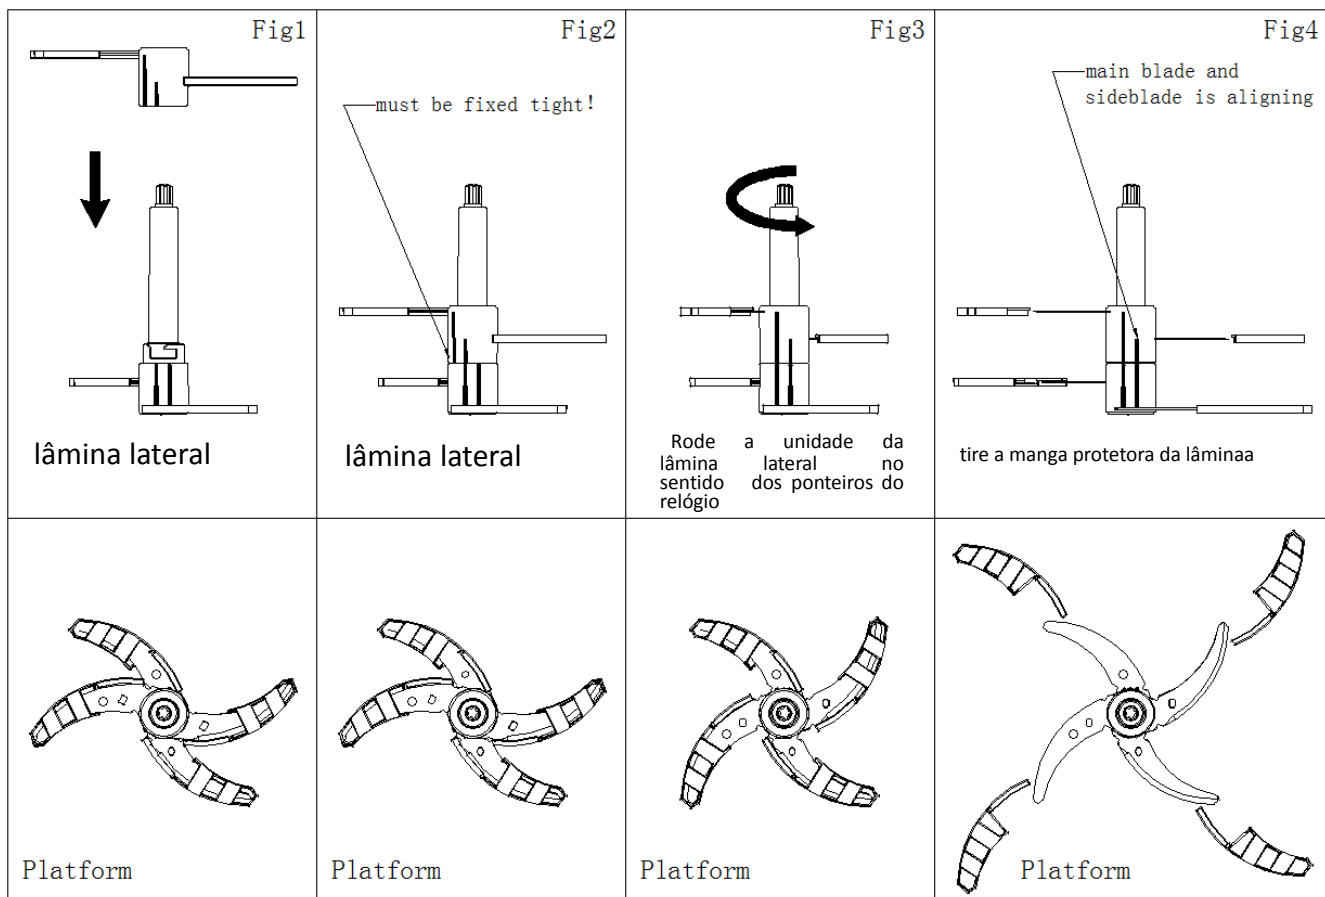 Fig1
lâmina lateral
Fig2
must be fixed tight!
lâmina lateral
Fig3
Rode a unidade da
lâmina lateral no
sentido dos ponteiros do
relógio
Fig4
main blade and
sideblade is aligning
tire a manga protetora da lâminaa
Platform
Platform
Platform
Platform